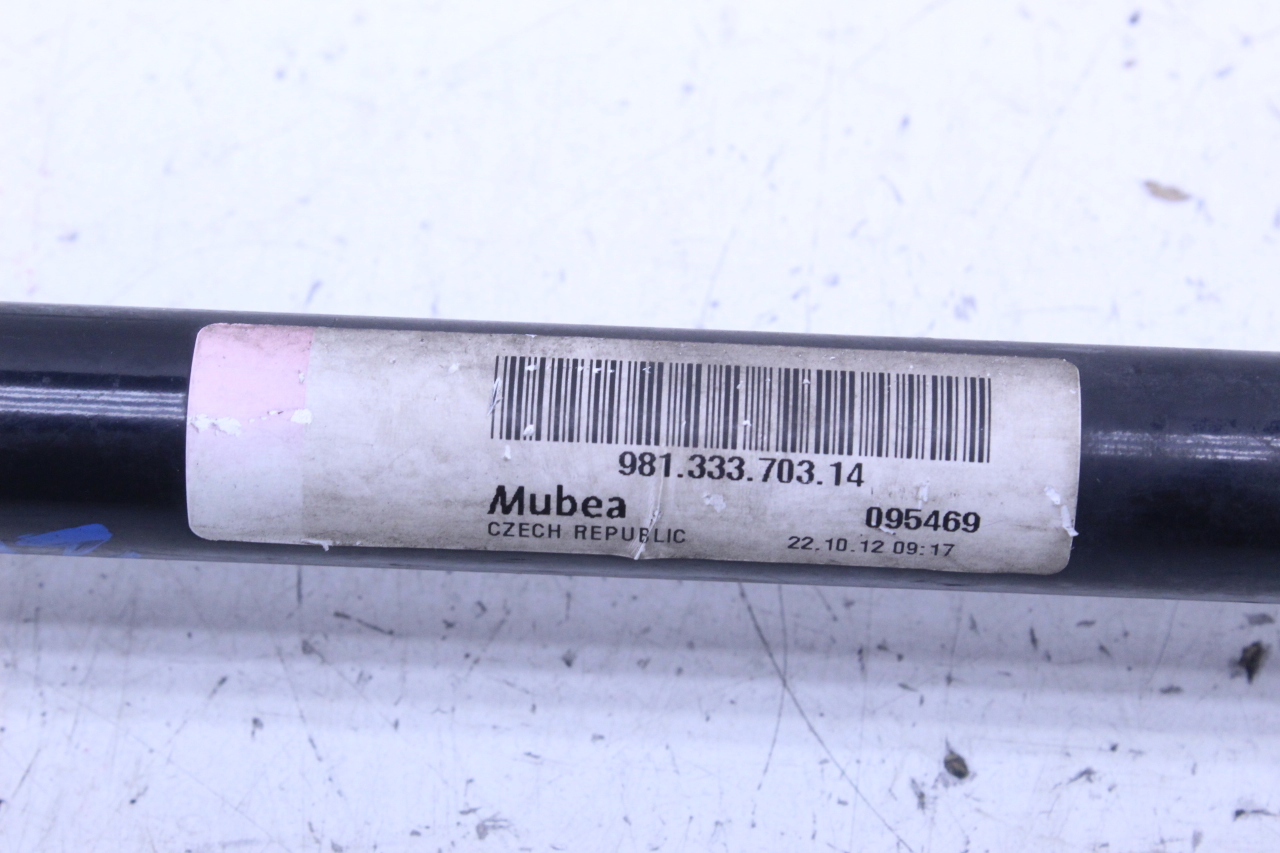 981.333.703.14
Mubea
095469
CZECH REPUBLIC
22.10.12 09:17